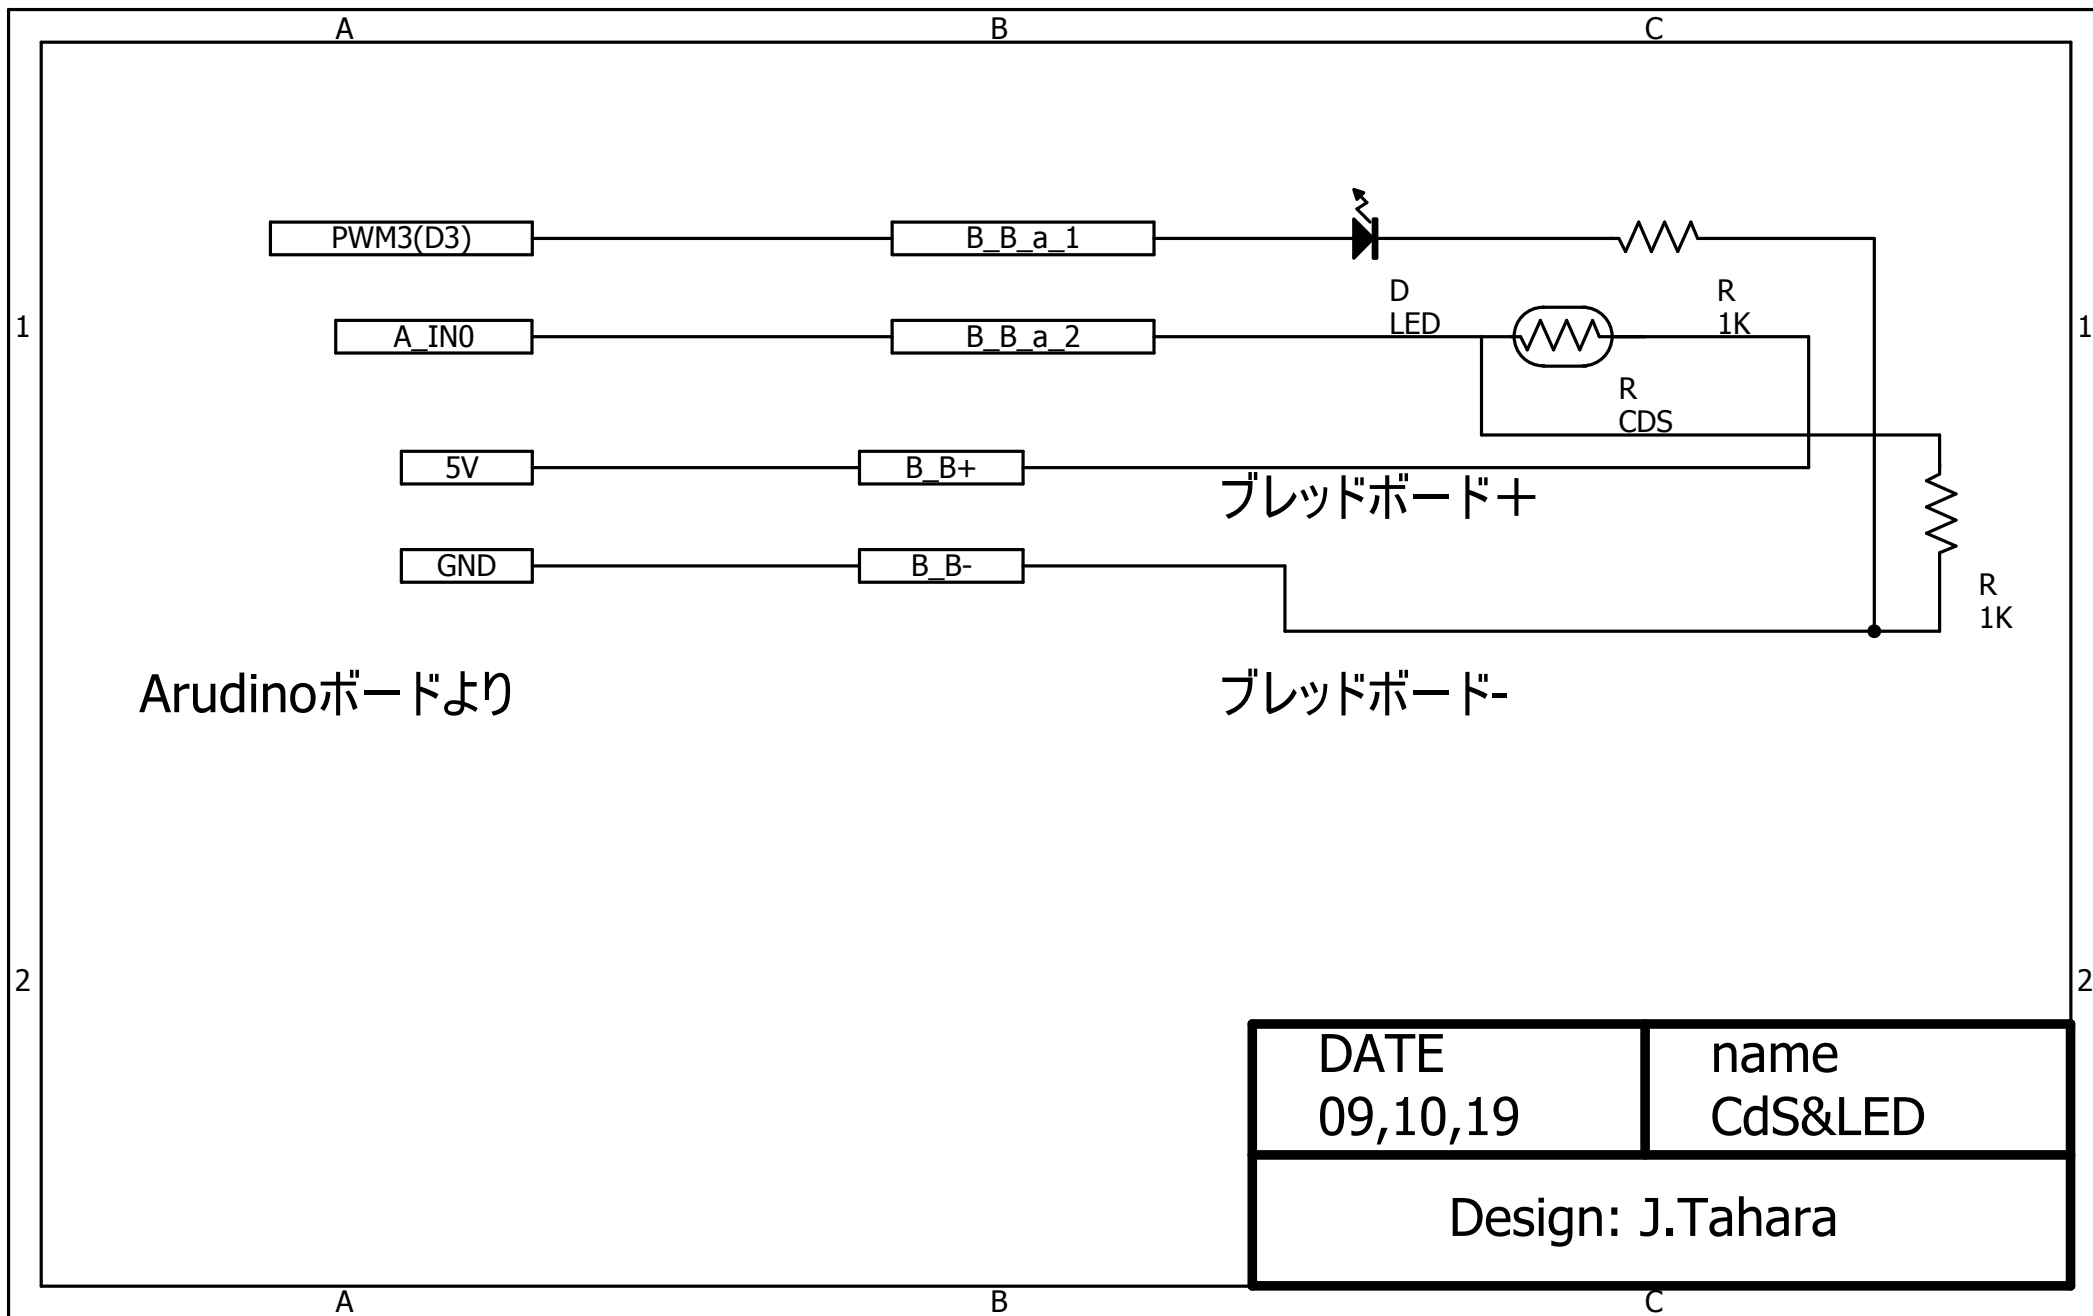 A
B
C
PWM3(D3)
B_B_a_1
D
LED
R
1K
1
A_IN0
B_B_a_2
1
R
CDS
5V
B_B+
ブレッドボード＋
GND
B_B-
R
1K
Arudinoボードより
ブレッドボード-
2
2
DATE
09,10,19
name
CdS&LED
Design: J.Tahara
A
B
C